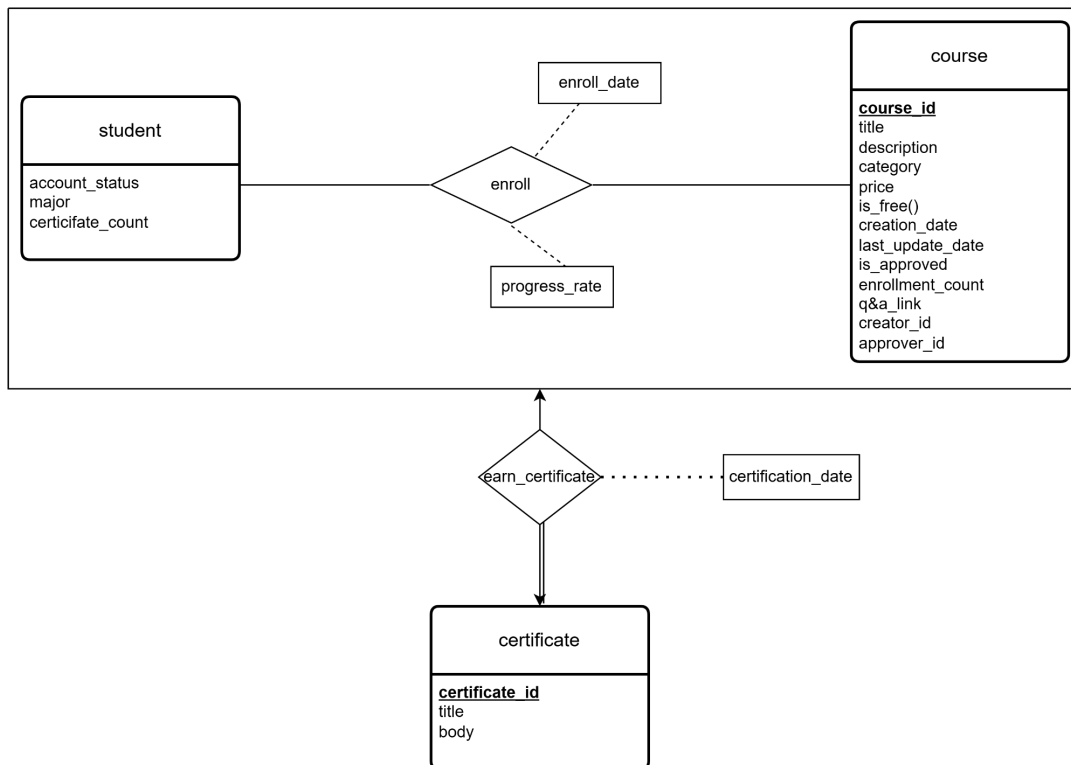 course
enroll_date
course_id
title
description
category
price
is_free()
creation_date
last_update_date
is_approved
enrollment_count
q&a_link
creator_id
approver_id
student
account_status
major
certicifate_count
enroll
progress_rate
earn_certificate
certification_date
certificate
certificate_id
title
body